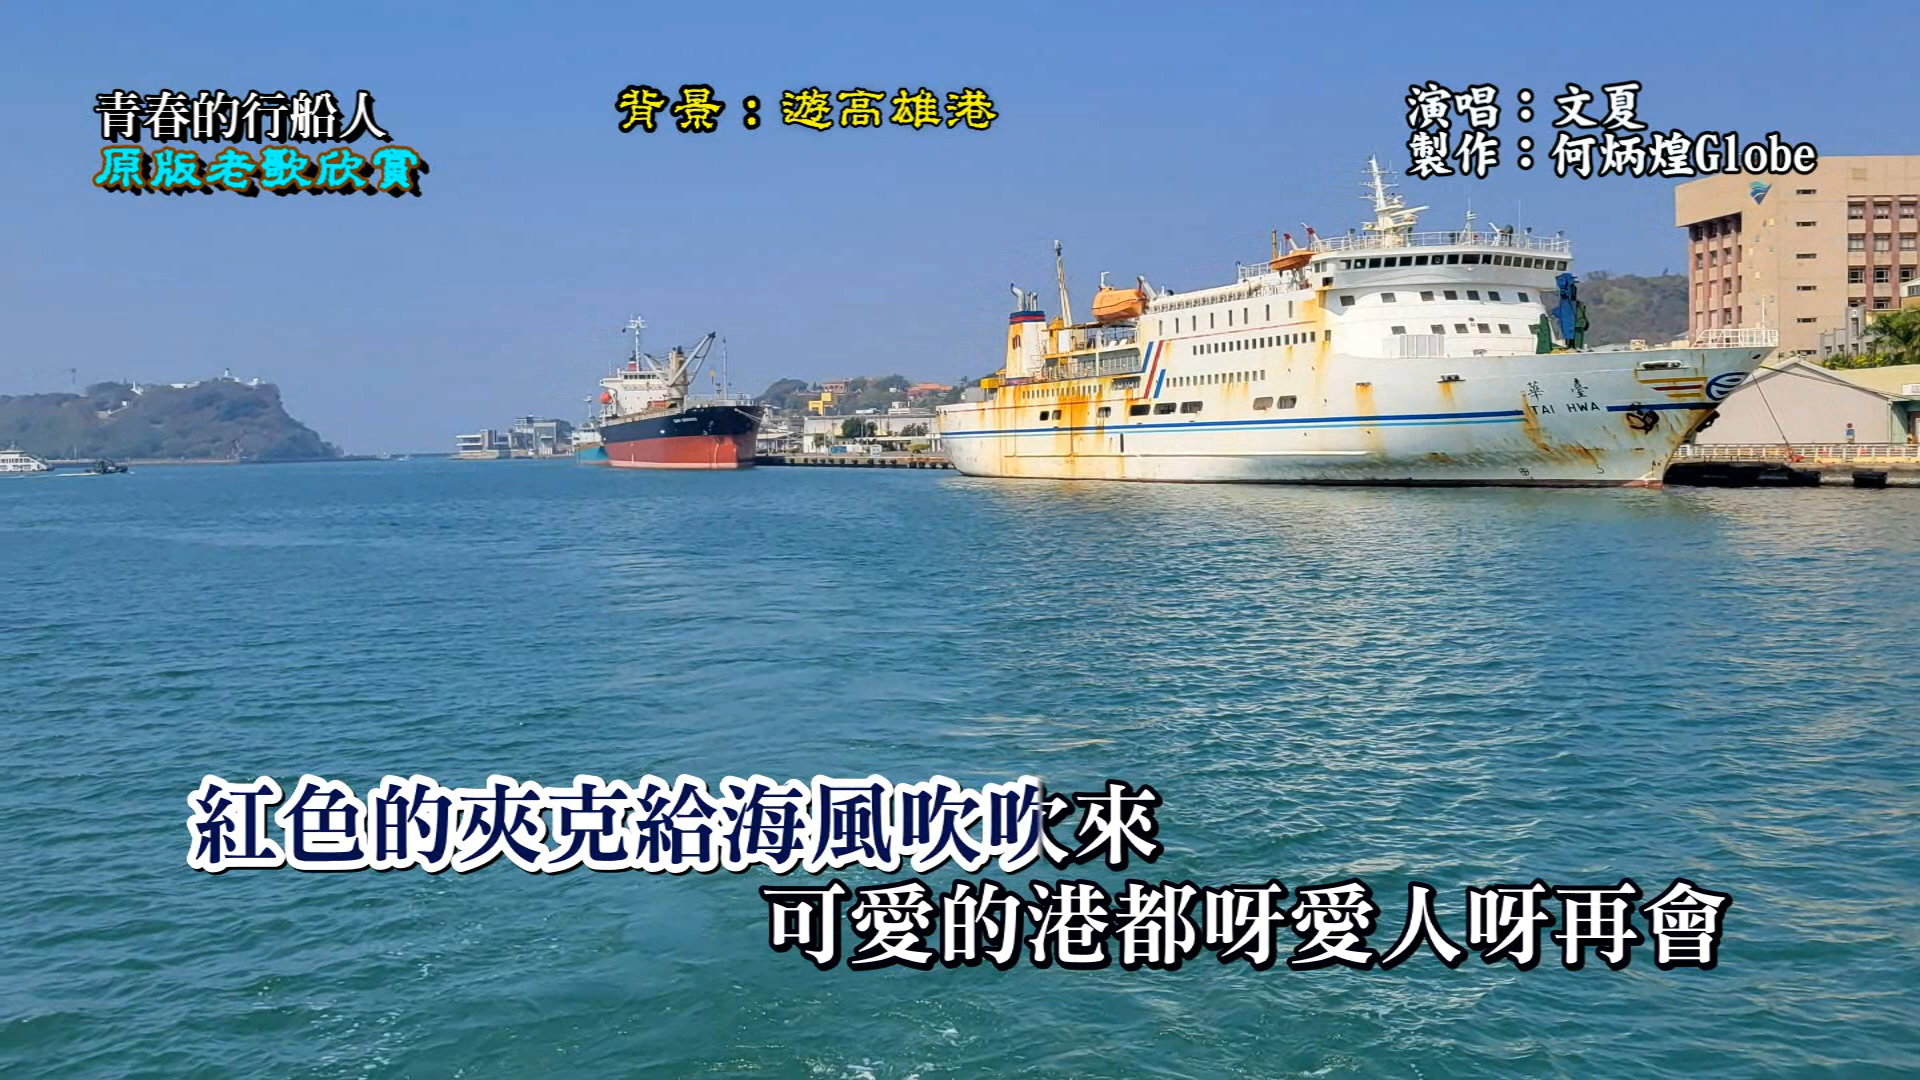 青春的行船人
原版老歌欣賞
背景：遊高雄港
演唱：文夏
製作：何炳煌Globe
華 臺
TAI HWA
紅色的夾克給海風吹吹來
可愛的港都呀愛人呀再會